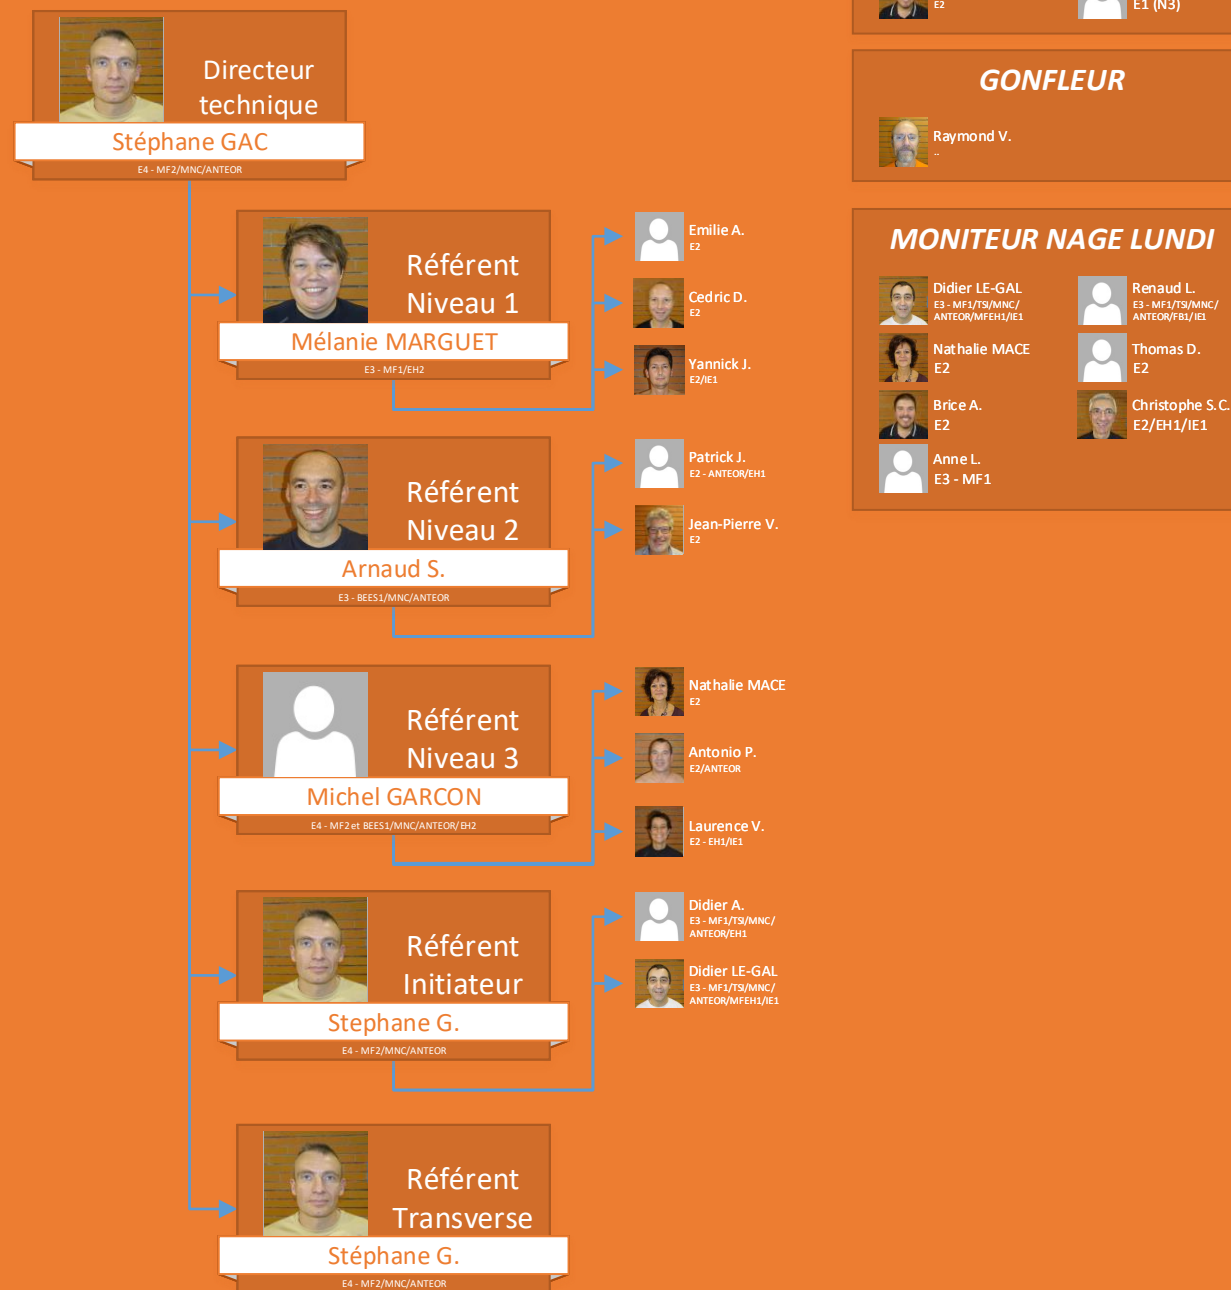 Directeur
technique
Stéphane GAC
E4 - MF2/MNC/ANTEOR
Référent
Niveau 1
Mélanie MARGUET
E3 - MF1/EH2
Emilie A.
E2
Cedric D.
E2
Yannick J.
E2/IE1
Référent
Niveau 2
Arnaud S.
E3 - BEES1/MNC/ANTEOR
Patrick J.
E2 - ANTEOR/EH1
Jean-Pierre V.
E2
Référent
Niveau 3
Michel GARCON
E4 - MF2 et BEES1/MNC/ANTEOR/EH2
Nathalie MACE
E2
Antonio P.
E2/ANTEOR
Laurence V.
E2 - EH1/IE1
Référent
Initiateur
Stephane G.
E4 - MF2/MNC/ANTEOR
Didier A.
E3 - MF1/TSI/MNC/
ANTEOR/EH1
Didier LE-GAL
E3 - MF1/TSI/MNC/
ANTEOR/MFEH1/IE1
Référent
Transverse
Stéphane G.
E4 - MF2/MNC/ANTEOR
E2
E1 (N3)
GONFLEUR
Raymond V.
..
MONITEUR NAGE LUNDI
Didier LE-GAL
E3 - MF1/TSI/MNC/
ANTEOR/MFEH1/IE1
Renaud L.
E3 - MF1/TSI/MNC/
ANTEOR/FB1/IE1
Nathalie MACE
E2
Thomas D.
E2
Brice A.
E2
Christophe S.C.
E2/EH1/IE1
Anne L.
E3 - MF1